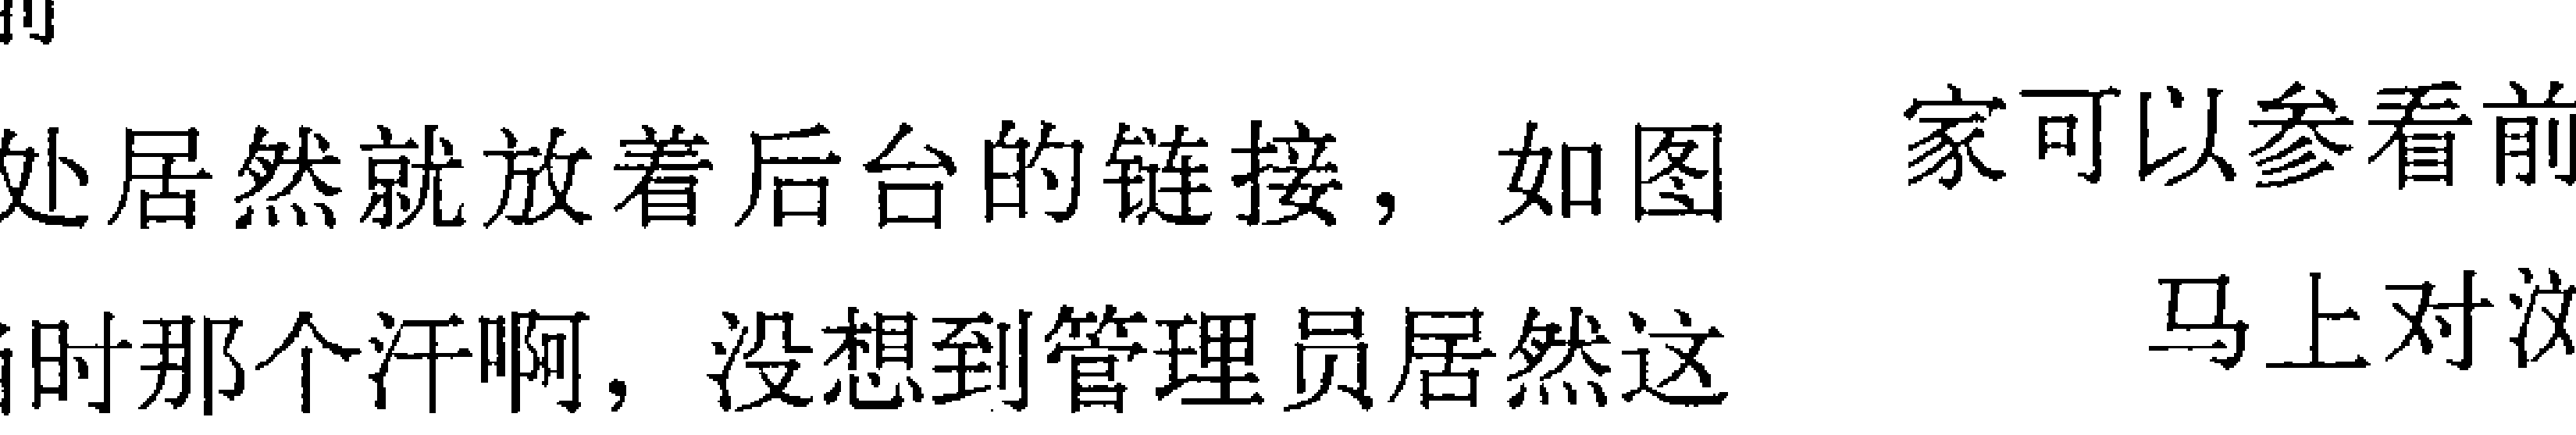 处居然就放着后台的链接，如图
时那个汗啊，没想到管理员居然这
家可以参看前
马上对